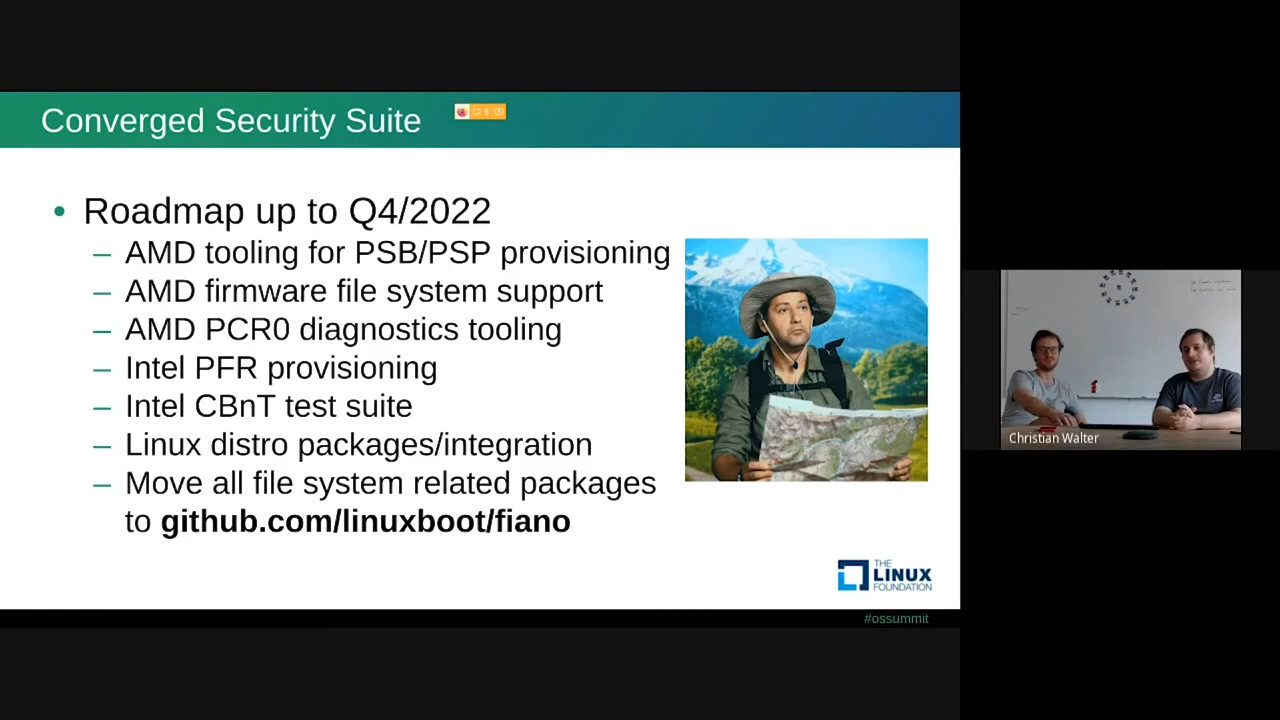 Converged Security Suite
• Roadmap up to Q4/2022
– AMD tooling for PSB/PSP provisioning
– AMD firmware file system support
– AMD PCR0 diagnostics tooling
– Intel PFR provisioning
– Intel CBnT test suite
– Linux distro packages/integration
– Move all file system related packages
to github.com/linuxboot/fiano
THE
LINUX
FOUNDATION
#ossummit
Christian Walter